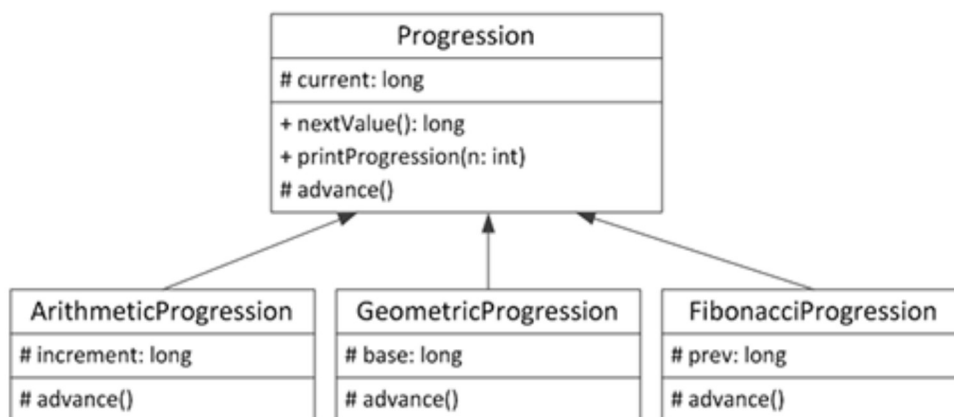 Progression
# current: long
+ nextValue(): long
+ printProgression(n: int)
# advance()
ArithmeticProgression
# increment: long
# advance()
GeometricProgression
# base: long
# advance()
FibonacciProgression
# prev: long
# advance()